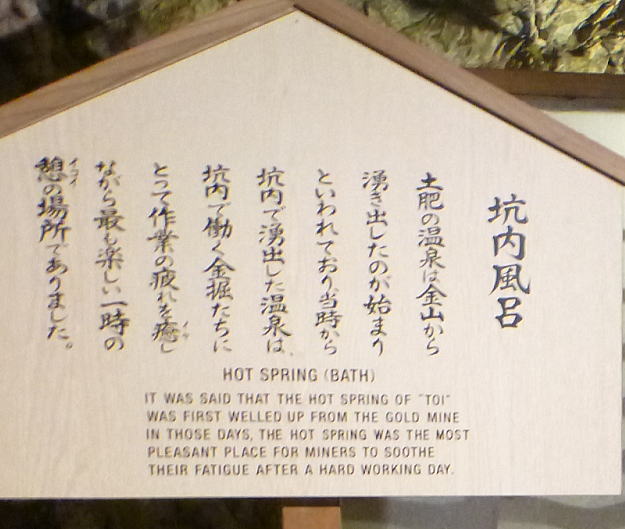 坑内風呂
土肥の温泉は金山から
湧き出したのが始まり
といわれており当時から
坑内で湧出した温泉は、
坑内で働く金掘たちに
とって作業の疲れを癒し
イヤ
ながら最も楽しい一時の
憩の場所でありました。
イコイ
HOT SPRING (BATH)
IT WAS SAID THAT THE HOT SPRING OF "TOI"
WAS FIRST WELLED UP FROM THE GOLD MINE
IN THOSE DAYS, THE HOT SPRING WAS THE MOST
PLEASANT PLACE FOR MINERS TO SOOTHE
THEIR FATIGUE AFTER A HARD WORKING DAY.